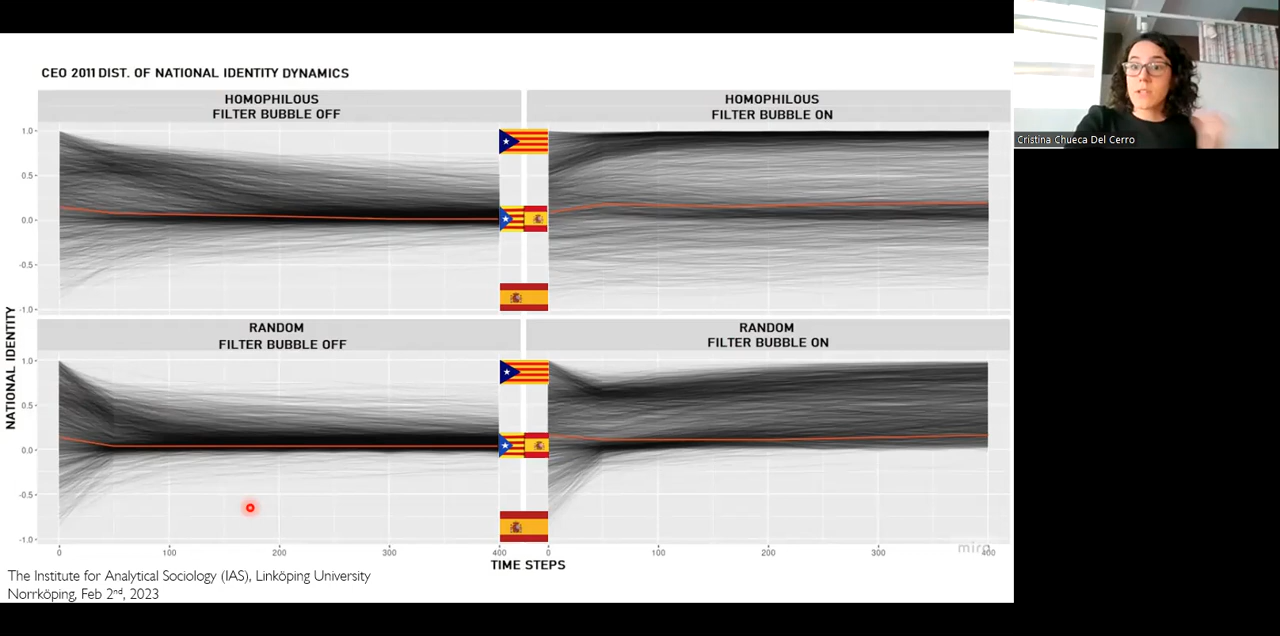 CEO 2011 DIST. OF NATIONAL IDENTITY DYNAMICS
HOMOPHILOUS
FILTER BUBBLE OFF
HOMOPHILOUS
FILTER BUBBLE ON
1.0
0.5
0.0
-0.5
-1.0
RANDOM
FILTER BUBBLE OFF
RANDOM
FILTER BUBBLE ON
1.0
0.5
0.0
-0.5
-1.0
NATIONAL IDENTITY
0
100
200
300
400
0
100
200
300
400
TIME STEPS
miro
The Institute for Analytical Sociology (IAS), Linköping University
Norrköping, Feb 2nd, 2023
Cristina Chueca Del Cerro